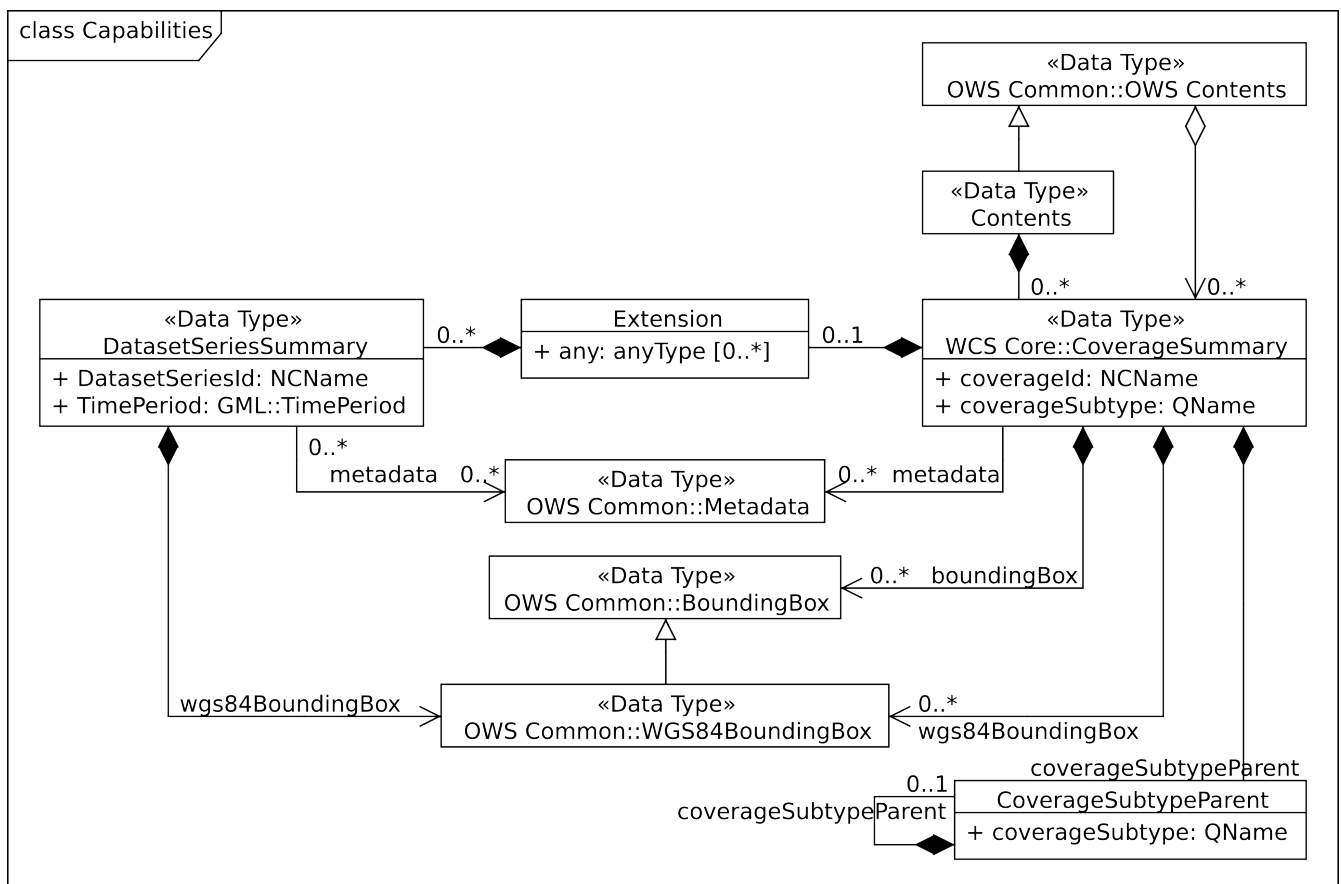 class Capabilities
«Data Type»
OWS Common::OWS Contents
«Data Type»
Contents
0..*
0..*
«Data Type»
DatasetSeriesSummary
+ DatasetSeriesId: NCName
+ TimePeriod: GML::TimePeriod
0..*
Extension
+ any: anyType [0..*]
0..1
«Data Type»
WCS Core::CoverageSummary
+ coverageId: NCName
+ coverageSubtype: QName
0..*
metadata 0..*
«Data Type»
OWS Common::Metadata
0..* metadata
«Data Type»
OWS Common::BoundingBox
0..* boundingBox
wgs84BoundingBox
«Data Type»
OWS Common::WGS84BoundingBox
0..*
wgs84BoundingBox
coverageSubtypeParent
0..1
coverageSubtypeParent
CoverageSubtypeParent
+ coverageSubtype: QName